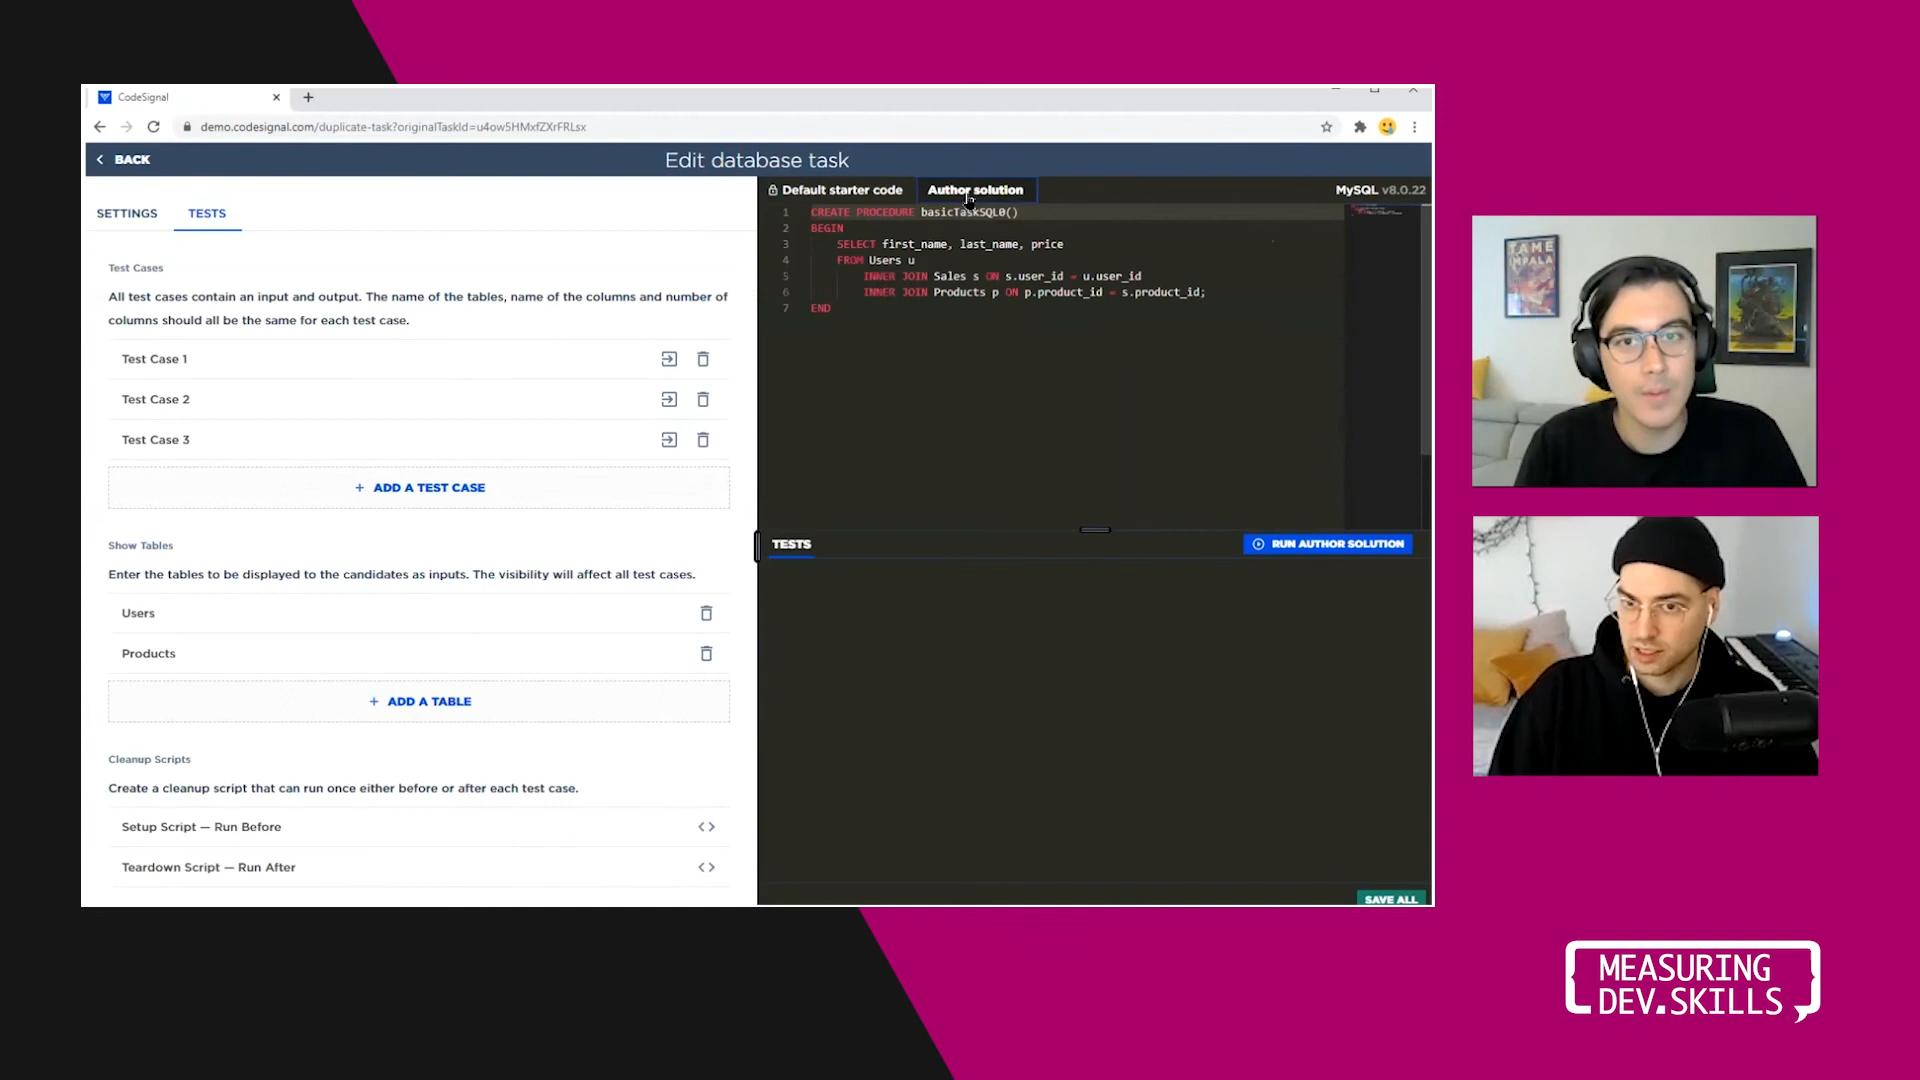 CodeSignal
demo.codesignal.com/duplicate-task?originalTaskId=u4ow5HMxfZXrFRLsx
BACK
Edit database task
SETTINGS
TESTS
Test Cases
All test cases contain an input and output. The name of the tables, name of the columns and number of
columns should all be the same for each test case.
Test Case 1
Test Case 2
Test Case 3
+ ADD A TEST CASE
Show Tables
Enter the tables to be displayed to the candidates as inputs. The visibility will affect all test cases.
Users
Products
+ ADD A TABLE
Cleanup Scripts
Create a cleanup script that can run once either before or after each test case.
Setup Script — Run Before
Teardown Script — Run After
Default starter code
Author solution
MySQL v8.0.22
1 CREATE PROCEDURE basicTaskSQL0()
2 BEGIN
3 SELECT first_name, last_name, price
4 FROM Users u
5 INNER JOIN Sales s ON s.user_id = u.user_id
6 INNER JOIN Products p ON p.product_id = s.product_id;
7 END
TESTS
RUN AUTHOR SOLUTION
SAVE ALL
TAME
IMPALA
MEASURING
DEV.SKILLS